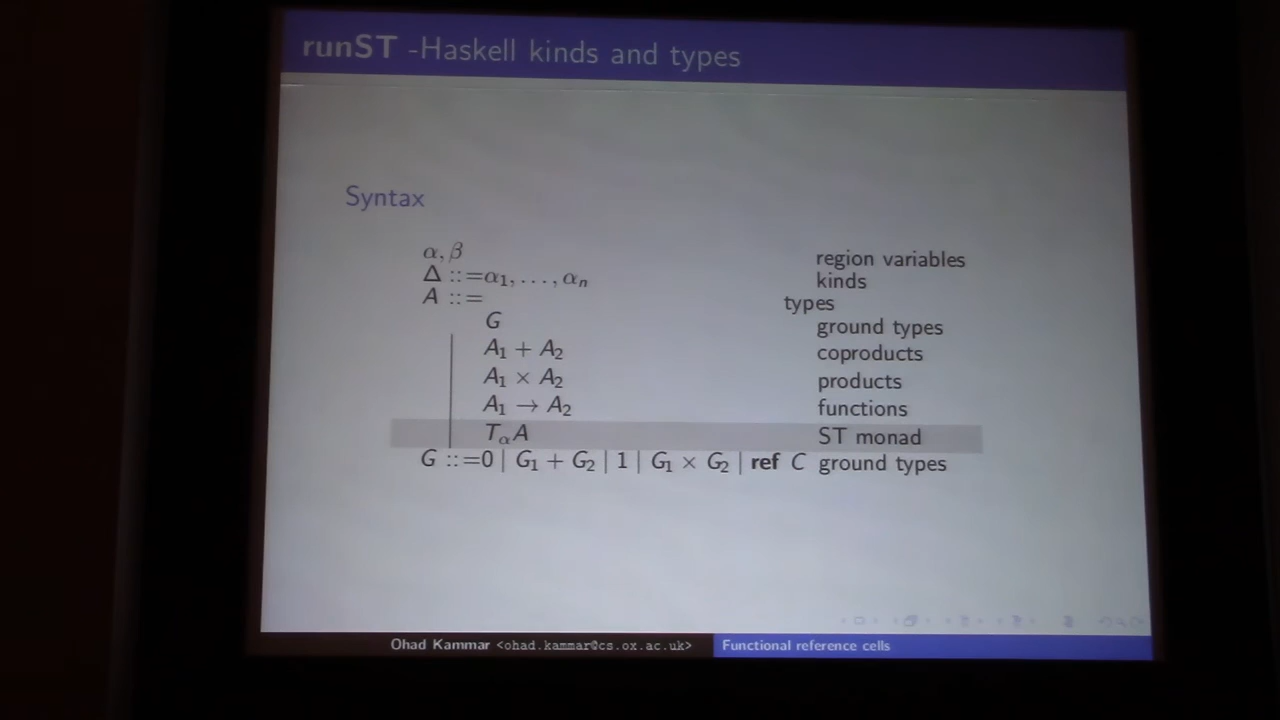 runST -Haskell kinds and types
Syntax
α, β region variables
Δ ::=α₁, . . . , αₙ kinds
A ::= types
G ground types
| A₁ + A₂ coproducts
| A₁ × A₂ products
| A₁ → A₂ functions
| TαA ST monad
G ::=0 | G₁ + G₂ | 1 | G₁ × G₂ | ref C ground types
Ohad Kammar <ohad.kammar@cs.ox.ac.uk> Functional reference cells